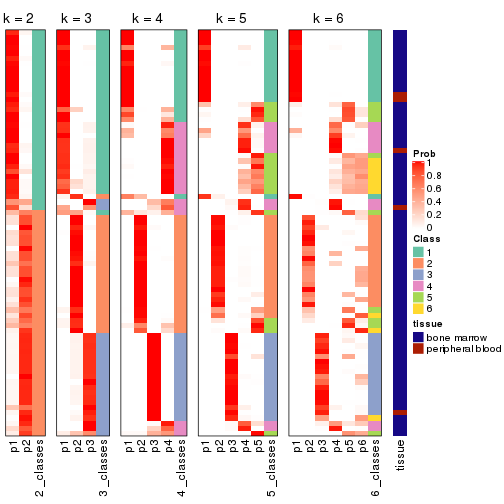 k = 2
k = 3
k = 4
k = 5
k = 6
Prob
1
0.8
0.6
0.4
0.2
0
Class
1
2
3
4
5
6
tissue
bone marrow
peripheral blood
p1
p2
2_classes
p1
p2
p3
3_classes
p1
p2
p3
p4
4_classes
p1
p2
p3
p4
p5
5_classes
p1
p2
p3
p4
p5
p6
6_classes
tissue